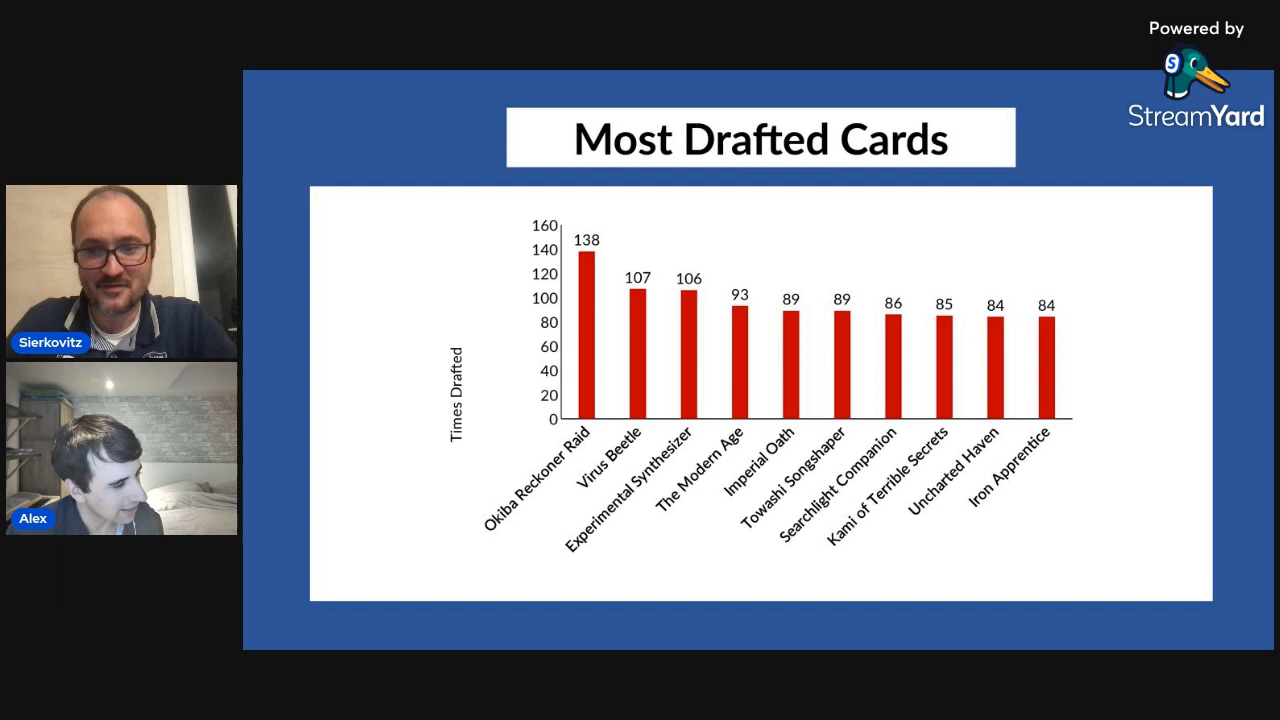 Powered by
StreamYard
Most Drafted Cards
160
140
120
100
80
60
40
20
0
138
107
106
93
89
89
86
85
84
84
Times Drafted
Okiba Reckoner Raid
Virus Beetle
Experimental Synthesizer
The Modern Age
Imperial Oath
Towashi Songshaper
Searchlight Companion
Kami of Terrible Secrets
Uncharted Haven
Iron Apprentice
Sierkovitz
Alex